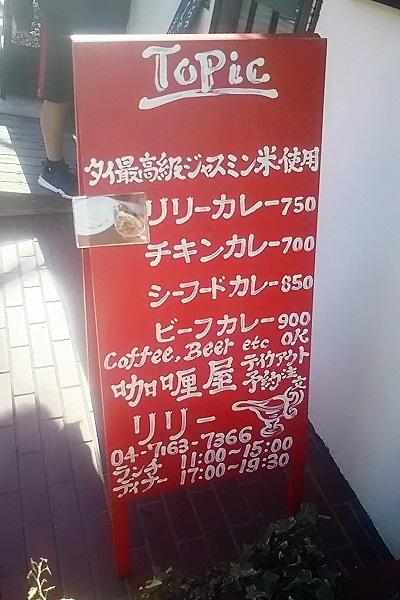 Topic
タイ最高級ジャスミン米使用
リリーカレー750
チキンカレー700
シーフードカレー850
ビーフカレー900
Coffee, Beer etc OK
テイクアウト
咖喱屋 予約注文
リリー
04-7163-7366
ランチ 11:00~15:00
ディナー 17:00~19:30